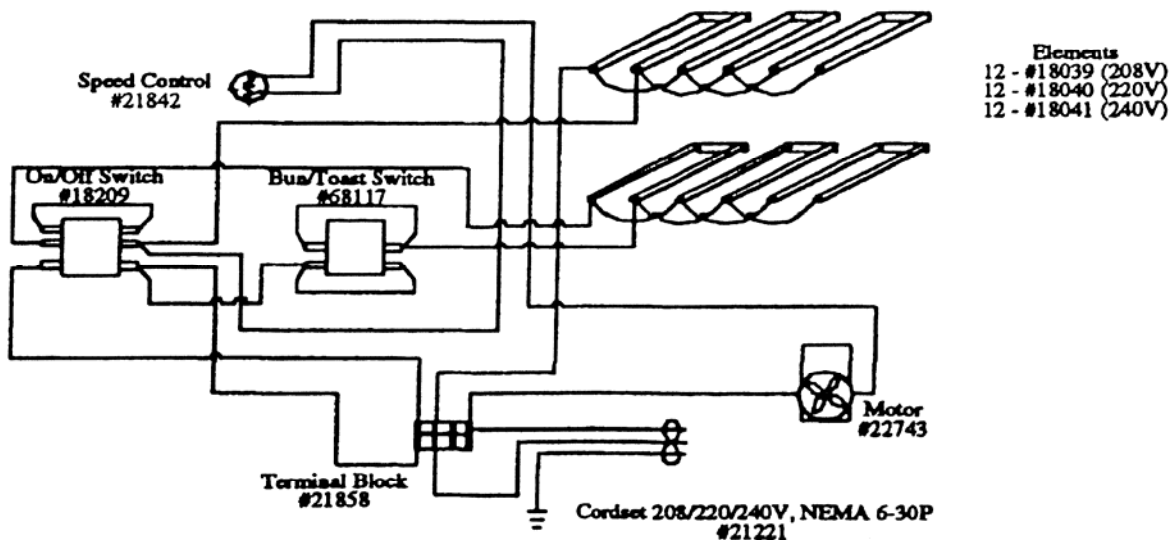 Speed Control
#21842
Elements
12 - #18039 (208V)
12 - #18040 (220V)
12 - #18041 (240V)
On/Off Switch
#18209
Bun/Toast Switch
#68117
Motor
#22743
Terminal Block
#21858
Cordset 208/220/240V, NEMA 6-30P
#21221